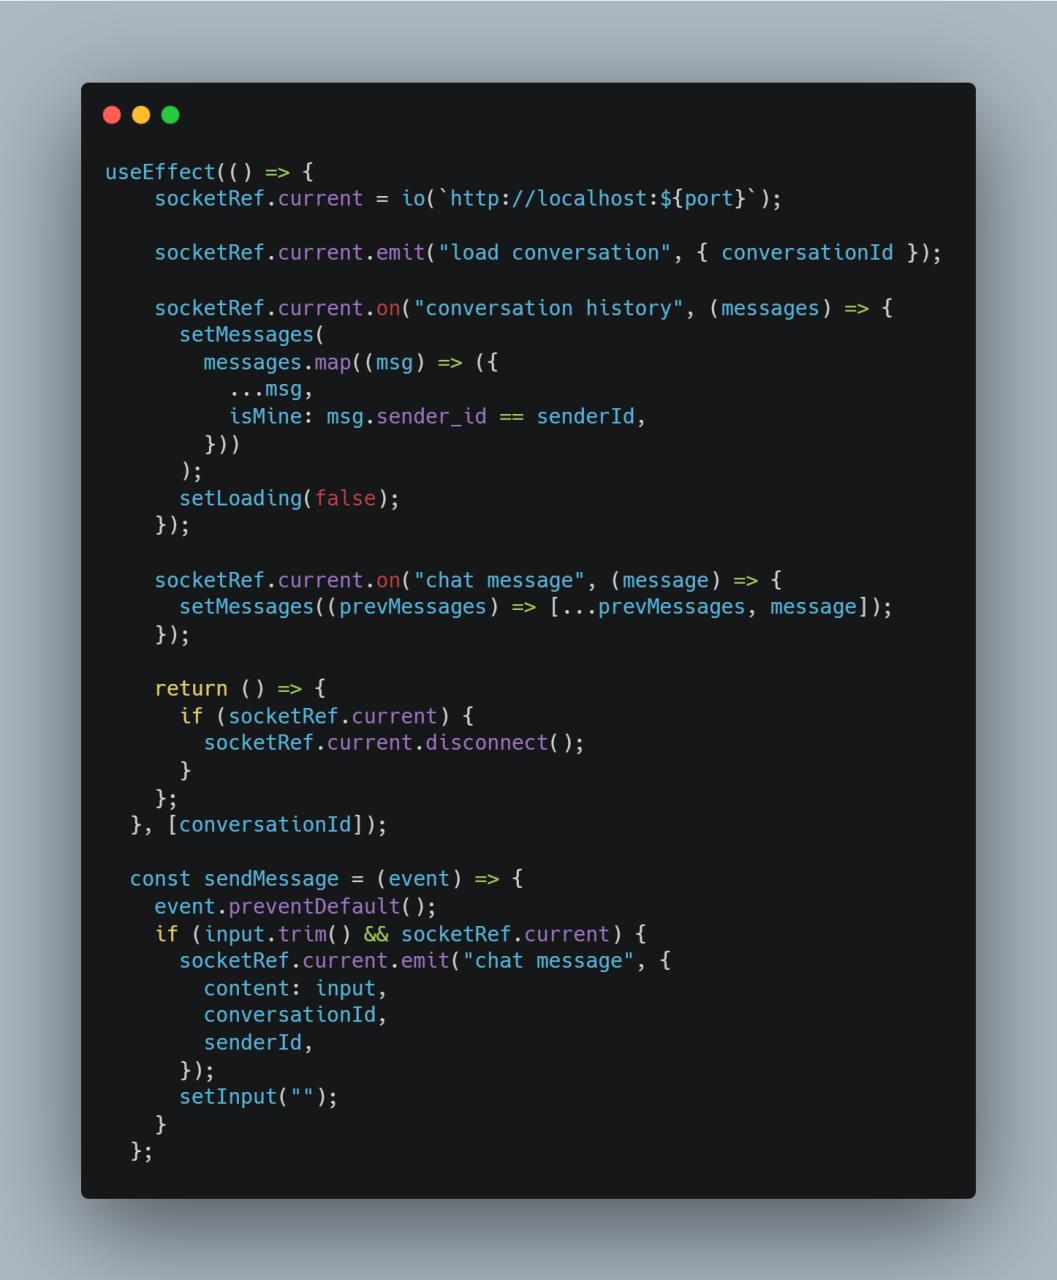 useEffect(() => {
    socketRef.current = io(`http://localhost:${port}`);

    socketRef.current.emit("load conversation", { conversationId });

    socketRef.current.on("conversation history", (messages) => {
      setMessages(
        messages.map((msg) => ({
          ...msg,
          isMine: msg.sender_id == senderId,
        }))
      );
      setLoading(false);
    });

    socketRef.current.on("chat message", (message) => {
      setMessages((prevMessages) => [...prevMessages, message]);
    });

    return () => {
      if (socketRef.current) {
        socketRef.current.disconnect();
      }
    };
  }, [conversationId]);

  const sendMessage = (event) => {
    event.preventDefault();
    if (input.trim() && socketRef.current) {
      socketRef.current.emit("chat message", {
        content: input,
        conversationId,
        senderId,
      });
      setInput("");
    }
  };